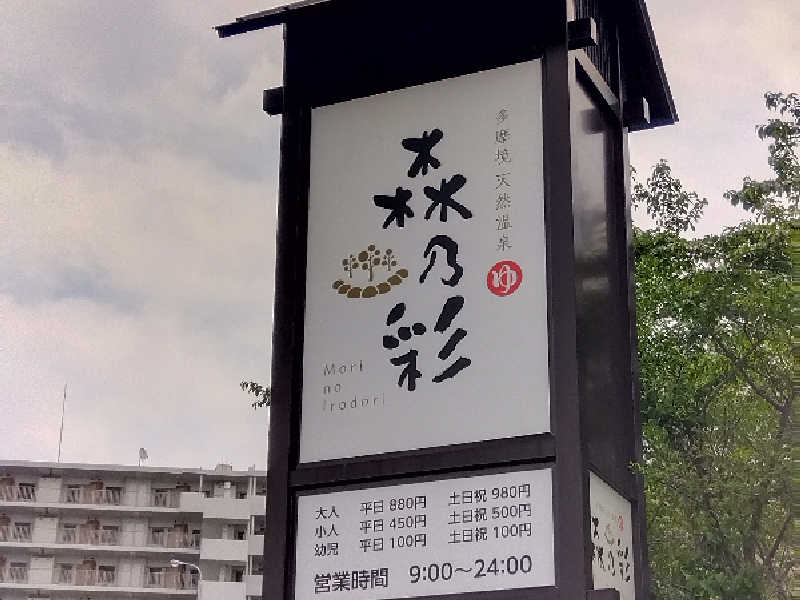 多摩境 天然温泉
ゆ
森乃彩
Mori
no
Irodori
大人 平日 880円 土日祝 980円
小人 平日 450円 土日祝 500円
幼児 平日 100円 土日祝 100円
営業時間 9:00〜24:00
森乃彩